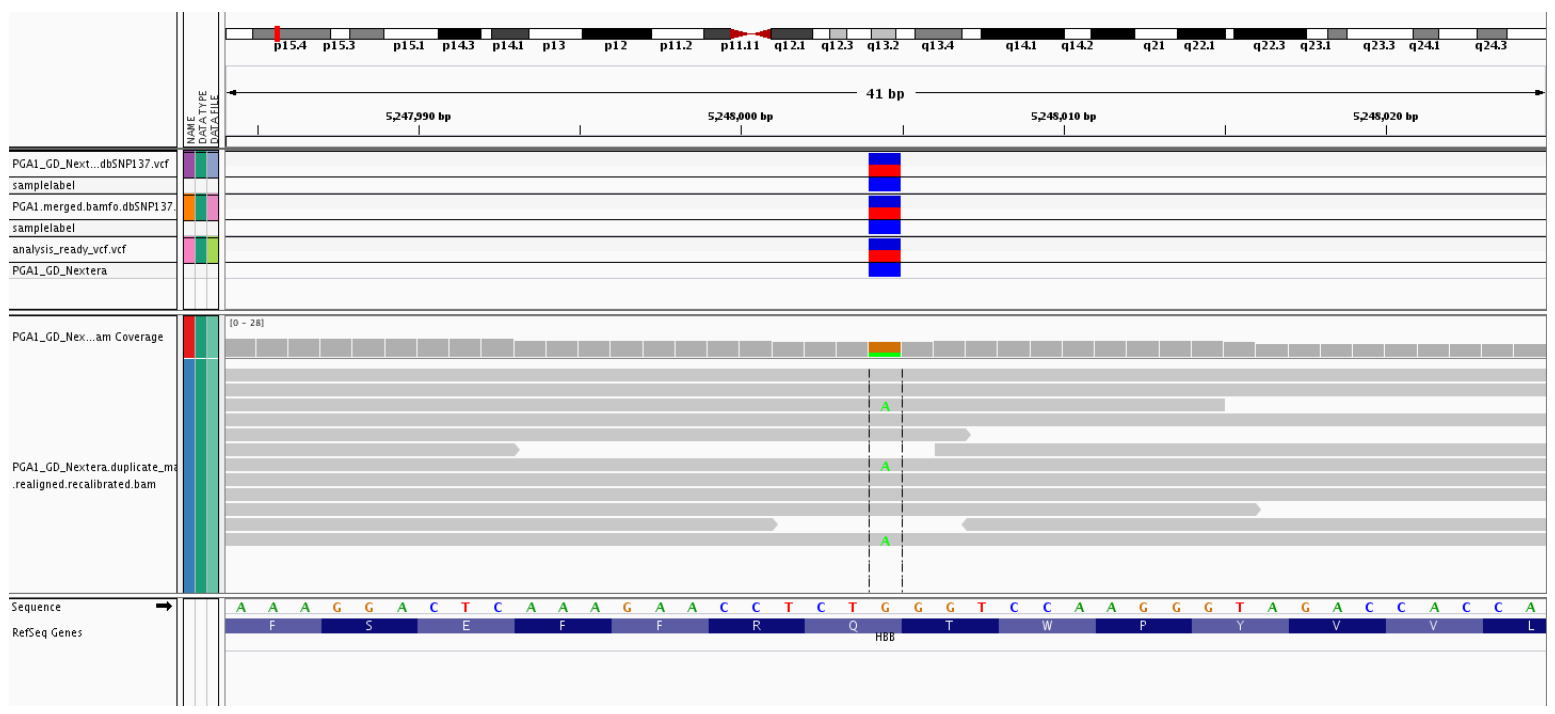 p15.4 p15.3 p15.1 p14.3 p14.1 p13 p12 p11.2 p11.11 q12.1 q12.3 q13.2 q13.4 q14.1 q14.2 q21 q22.1 q22.3 q23.1 q23.3 q24.1 q24.3
41 bp
NAME
DATA TYPE
DATA FILE
5,247,990 bp 5,248,000 bp 5,248,010 bp 5,248,020 bp
PGA1_GD_Next...dbSNP137.vcf
samplelabel
PGA1.merged.bamfo.dbSNP137.
samplelabel
analysis_ready_vcf.vcf
PGA1_GD_Nextera
[0 - 28]
PGA1_GD_Nex...am Coverage
A
A
PGA1_GD_Nextera.duplicate_ma
.realigned.recalibrated.bam
A
Sequence
A A A G G A C T C A A A G A A C C T C T G G G T C C A A G G G T A G A C C A C C A
RefSeq Genes
F S E F F R Q T W P Y V V L
HBB